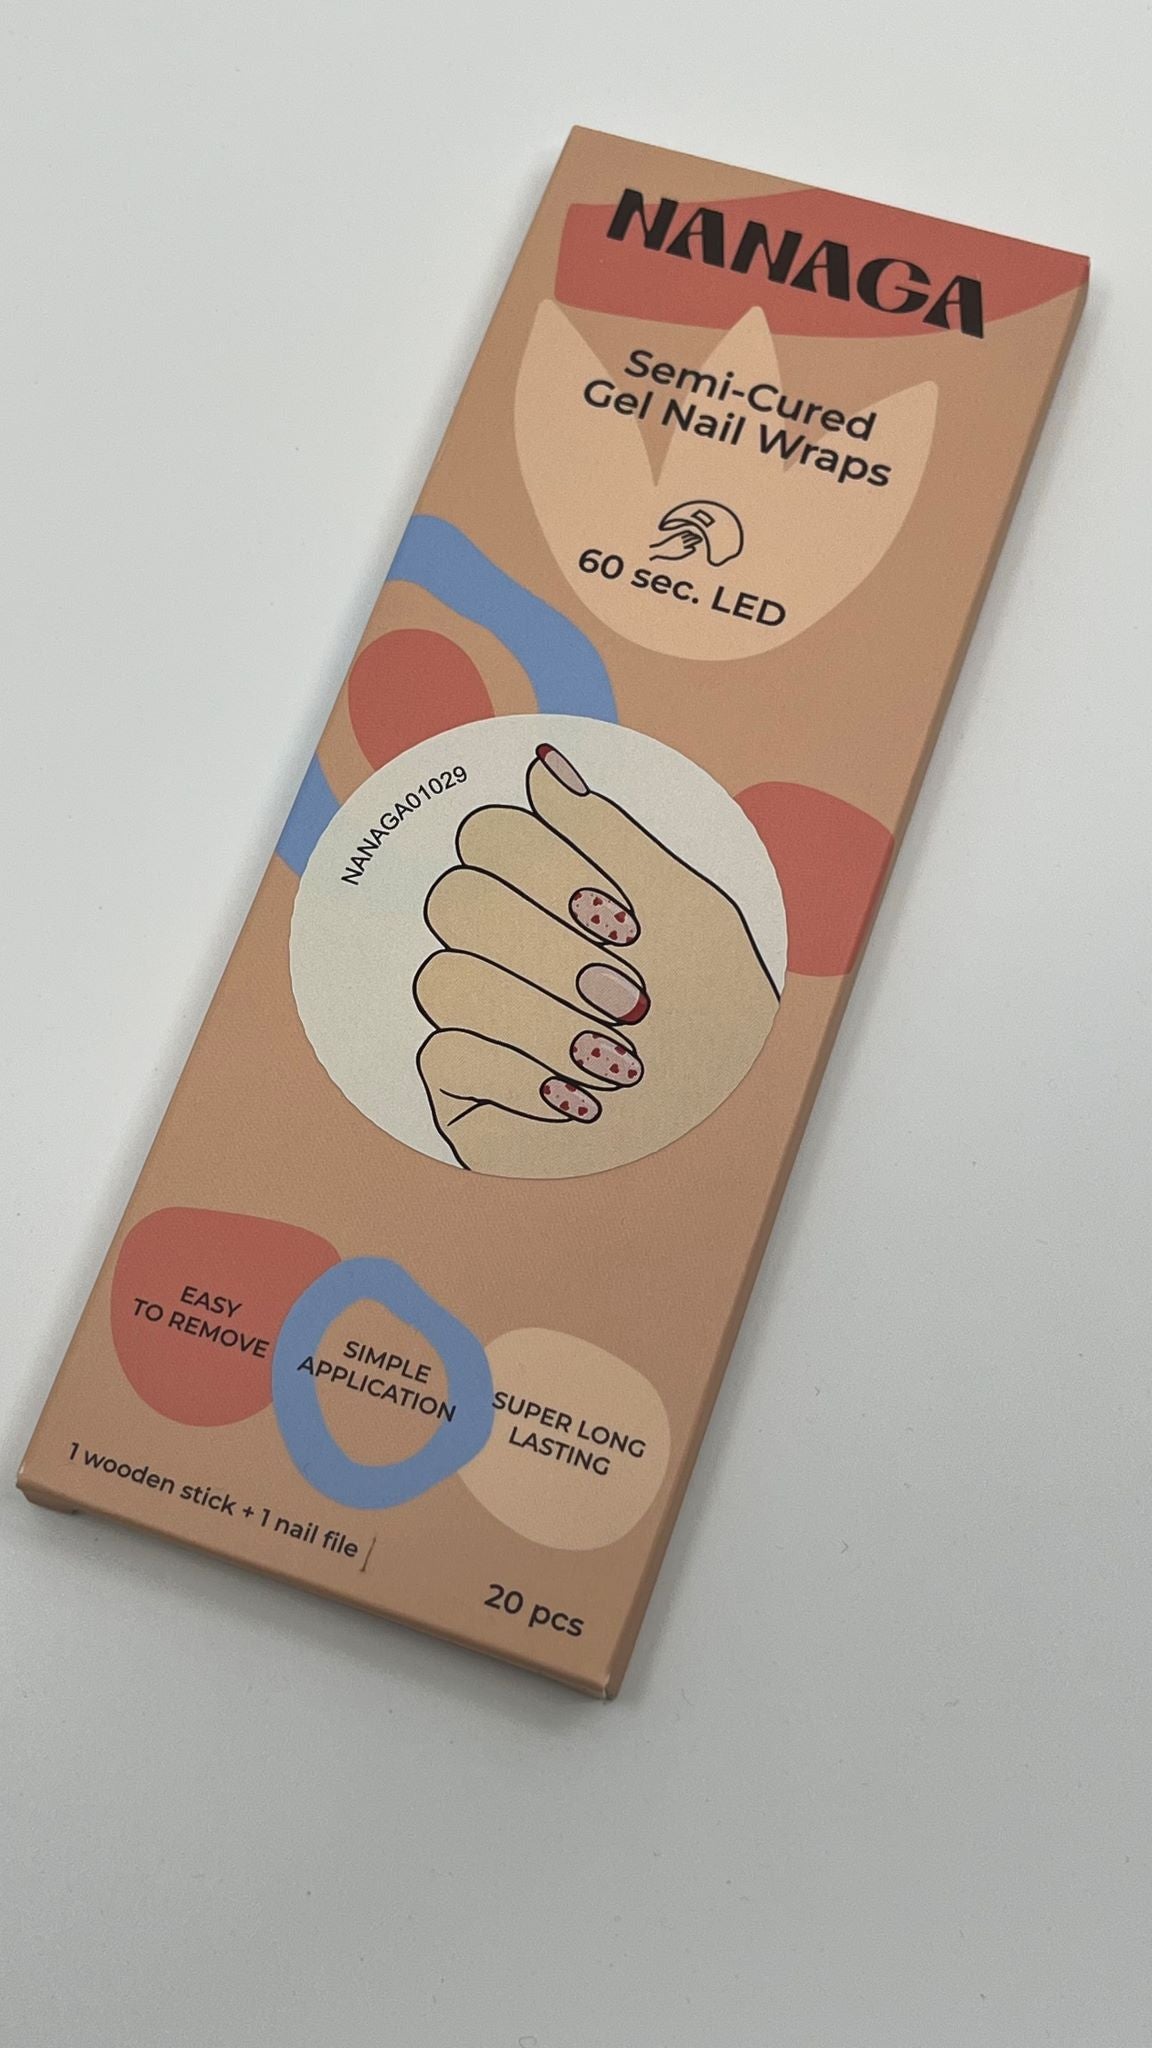 NANAGA
Semi-Cured
Gel Nail Wraps
60 sec. LED
NANAGA01029
EASY
TO REMOVE
SIMPLE
APPLICATION
SUPER LONG
LASTING
1 wooden stick + 1 nail file
20 pcs